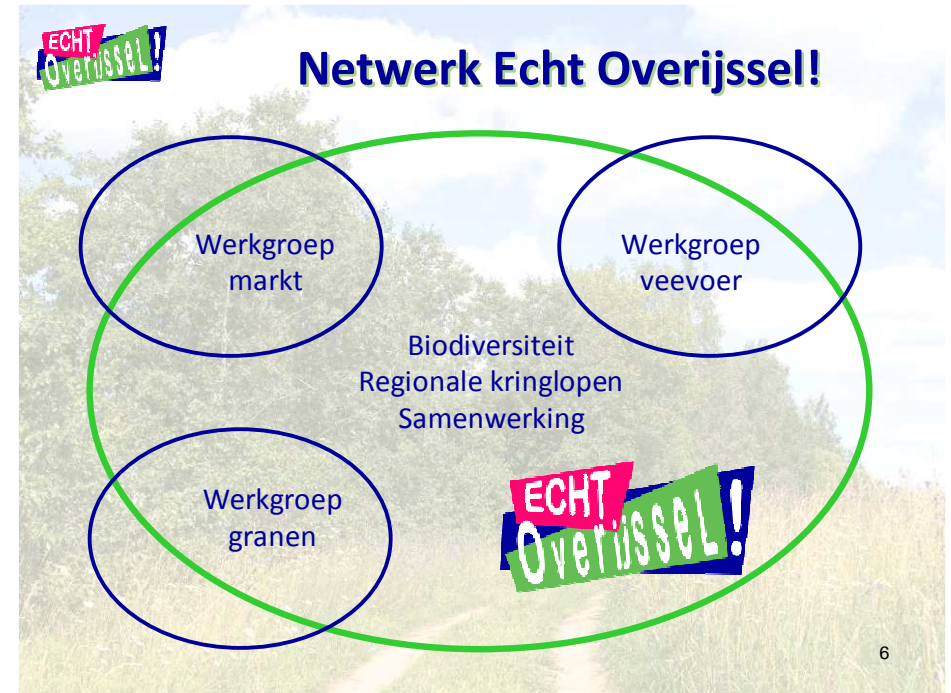 ECHT
Overijssel!
Netwerk Echt Overijssel!
Werkgroep
markt
Werkgroep
veevoer
Biodiversiteit
Regionale kringlopen
Samenwerking
Werkgroep
granen
ECHT
Overijssel!
6